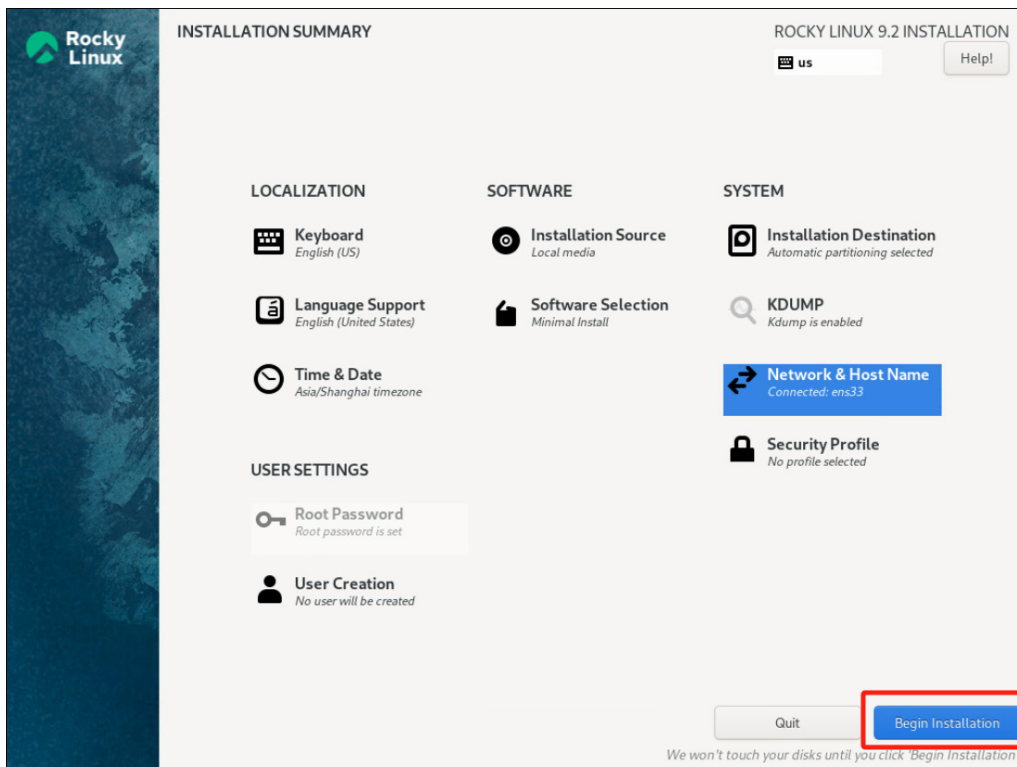 Rocky
Linux
INSTALLATION SUMMARY
ROCKY LINUX 9.2 INSTALLATION
us
Help!
LOCALIZATION
Keyboard
English (US)
Language Support
English (United States)
Time & Date
Asia/Shanghai timezone
SOFTWARE
Installation Source
Local media
Software Selection
Minimal Install
SYSTEM
Installation Destination
Automatic partitioning selected
KDUMP
Kdump is enabled
Network & Host Name
Connected: ens33
Security Profile
No profile selected
USER SETTINGS
Root Password
Root password is set
User Creation
No user will be created
Quit
Begin Installation
We won't touch your disks until you click 'Begin Installation